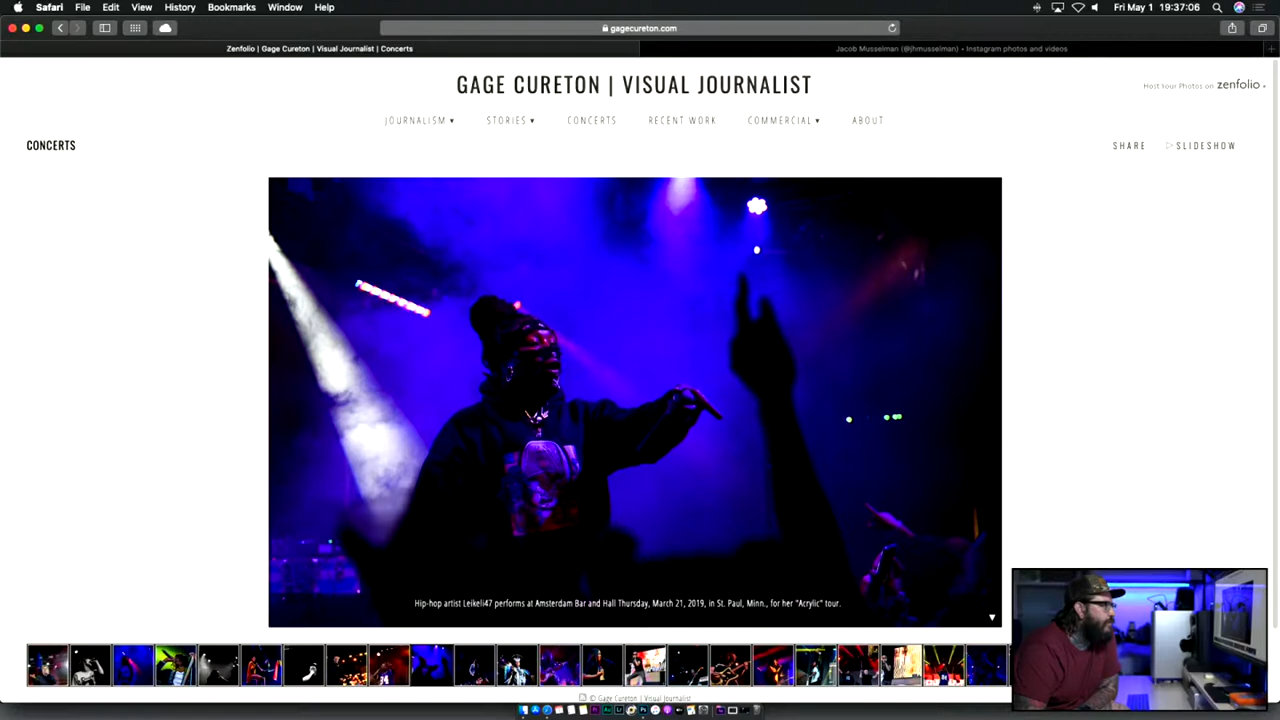 Safari File Edit View History Bookmarks Window Help
Fri May 1 19:37:06
gagecureton.com
Zenfolio | Gage Cureton | Visual Journalist | Concerts
Jacob Musselman (@jhmusselman) • Instagram photos and videos
GAGE CURETON | VISUAL JOURNALIST
Host Your Photos on zenfolio
JOURNALISM ▾ STORIES ▾ CONCERTS RECENT WORK COMMERCIAL ▾ ABOUT
CONCERTS
SHARE ▷ SLIDESHOW
Hip-hop artist Leikeli47 performs at Amsterdam Bar and Hall Thursday, March 21, 2019, in St. Paul, Minn., for her "Acrylic" tour.
© Gage Cureton | Visual Journalist